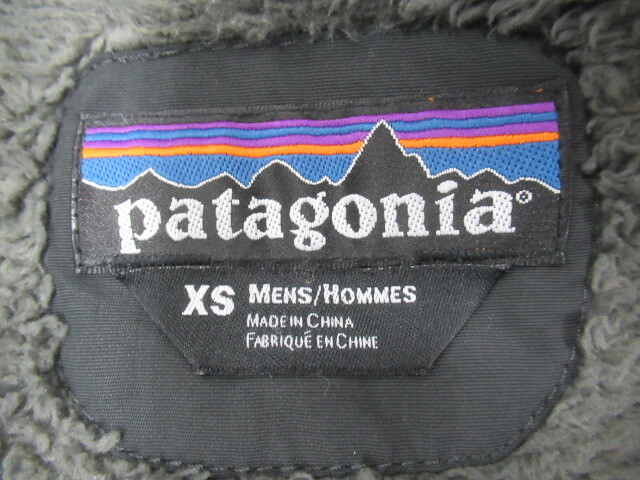 patagonia®
XS MENS/HOMMES
MADE IN CHINA
FABRIQUÉ EN CHINE